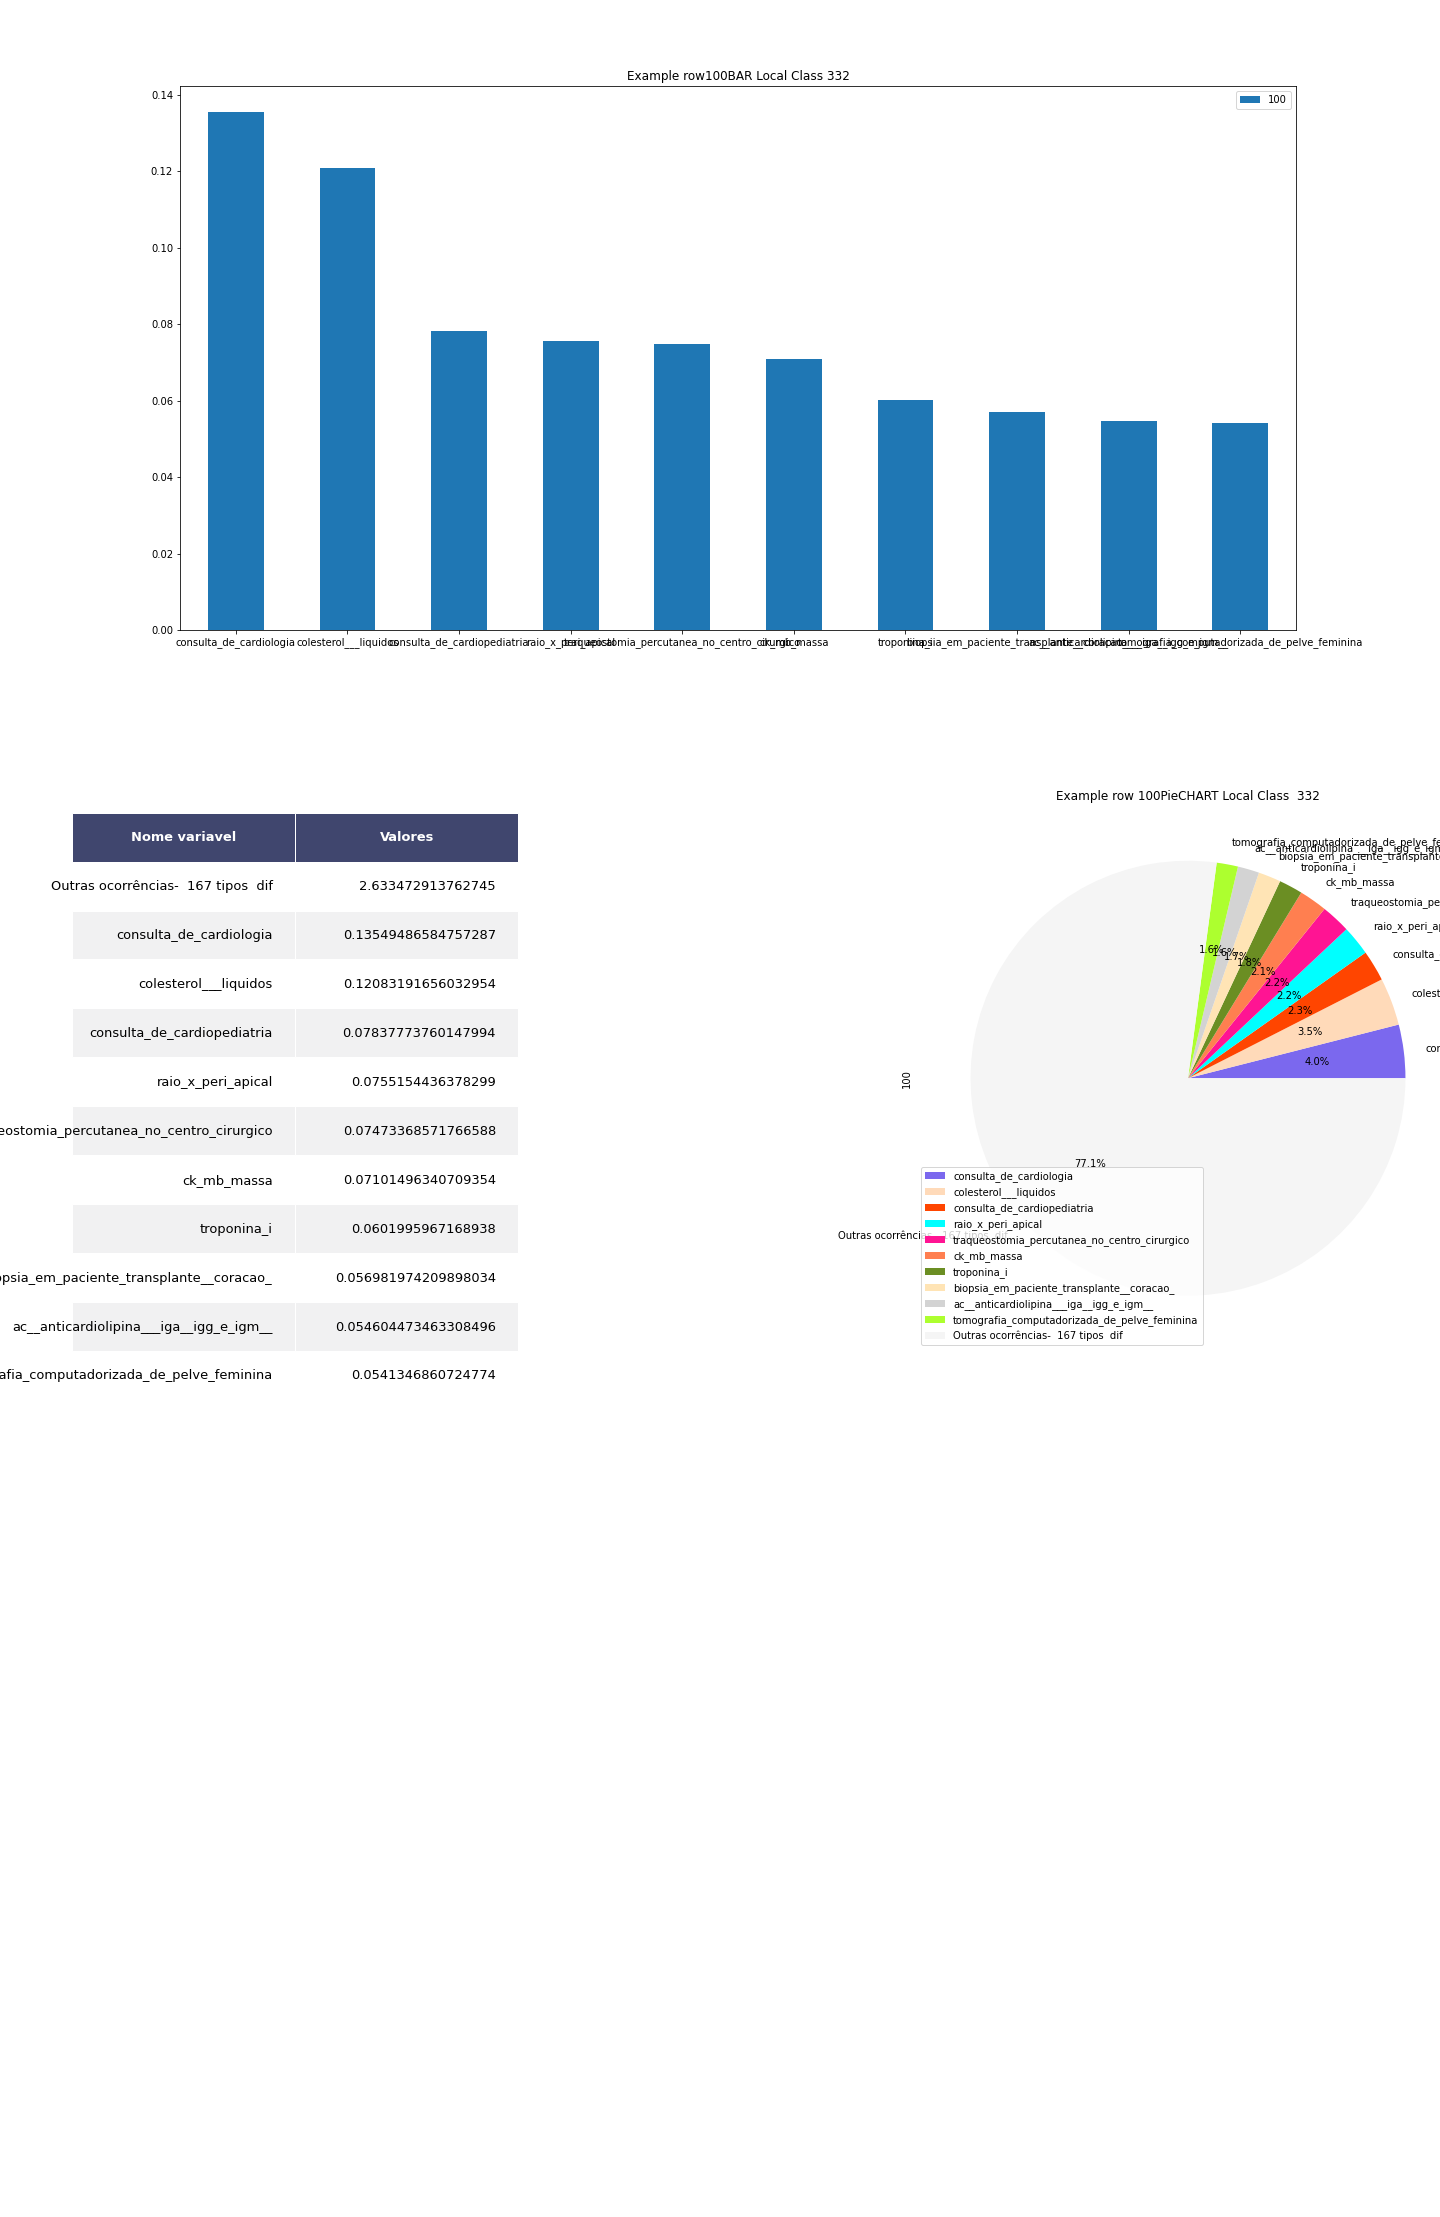 Example row100BAR Local Class 332
100
0.14
0.12
0.10
0.08
0.06
0.04
0.02
0.00
consulta_de_cardiologia
colesterol___liquidos
consulta_de_cardiopediatria
raio_x_peri_apical
traqueostomia_percutanea_no_centro_cirurgico
ck_mb_massa
troponina_i
biopsia_em_paciente_transplante__coracao_
ac__anticardiolipina___iga__igg_e_igm__
tomografia_computadorizada_de_pelve_feminina
Nome variavel Valores
Outras ocorrências- 167 tipos dif 2.633472913762745
consulta_de_cardiologia 0.13549486584757287
colesterol___liquidos 0.12083191656032954
consulta_de_cardiopediatria 0.07837773760147994
raio_x_peri_apical 0.0755154436378299
eostomia_percutanea_no_centro_cirurgico 0.07473368571766588
ck_mb_massa 0.07101496340709354
troponina_i 0.0601995967168938
opsia_em_paciente_transplante__coracao_ 0.056981974209898034
ac__anticardiolipina___iga__igg_e_igm__ 0.054604473463308496
afia_computadorizada_de_pelve_feminina 0.0541346860724774
Example row 100PieCHART Local Class 332
tomografia_computadorizada_de_pelve_fe
ac__anticardiolipina___iga__igg_e_igm
biopsia_em_paciente_transplante
troponina_i
ck_mb_massa
traqueostomia_pe
raio_x_peri_ap
consulta_
colest
con
1.6%
1.6%
1.7%
1.8%
2.1%
2.2%
2.2%
2.3%
3.5%
4.0%
100
77.1%
Outras ocorrências- 167 tipos dif
consulta_de_cardiologia
colesterol___liquidos
consulta_de_cardiopediatria
raio_x_peri_apical
traqueostomia_percutanea_no_centro_cirurgico
ck_mb_massa
troponina_i
biopsia_em_paciente_transplante__coracao_
ac__anticardiolipina___iga__igg_e_igm__
tomografia_computadorizada_de_pelve_feminina
Outras ocorrências- 167 tipos dif